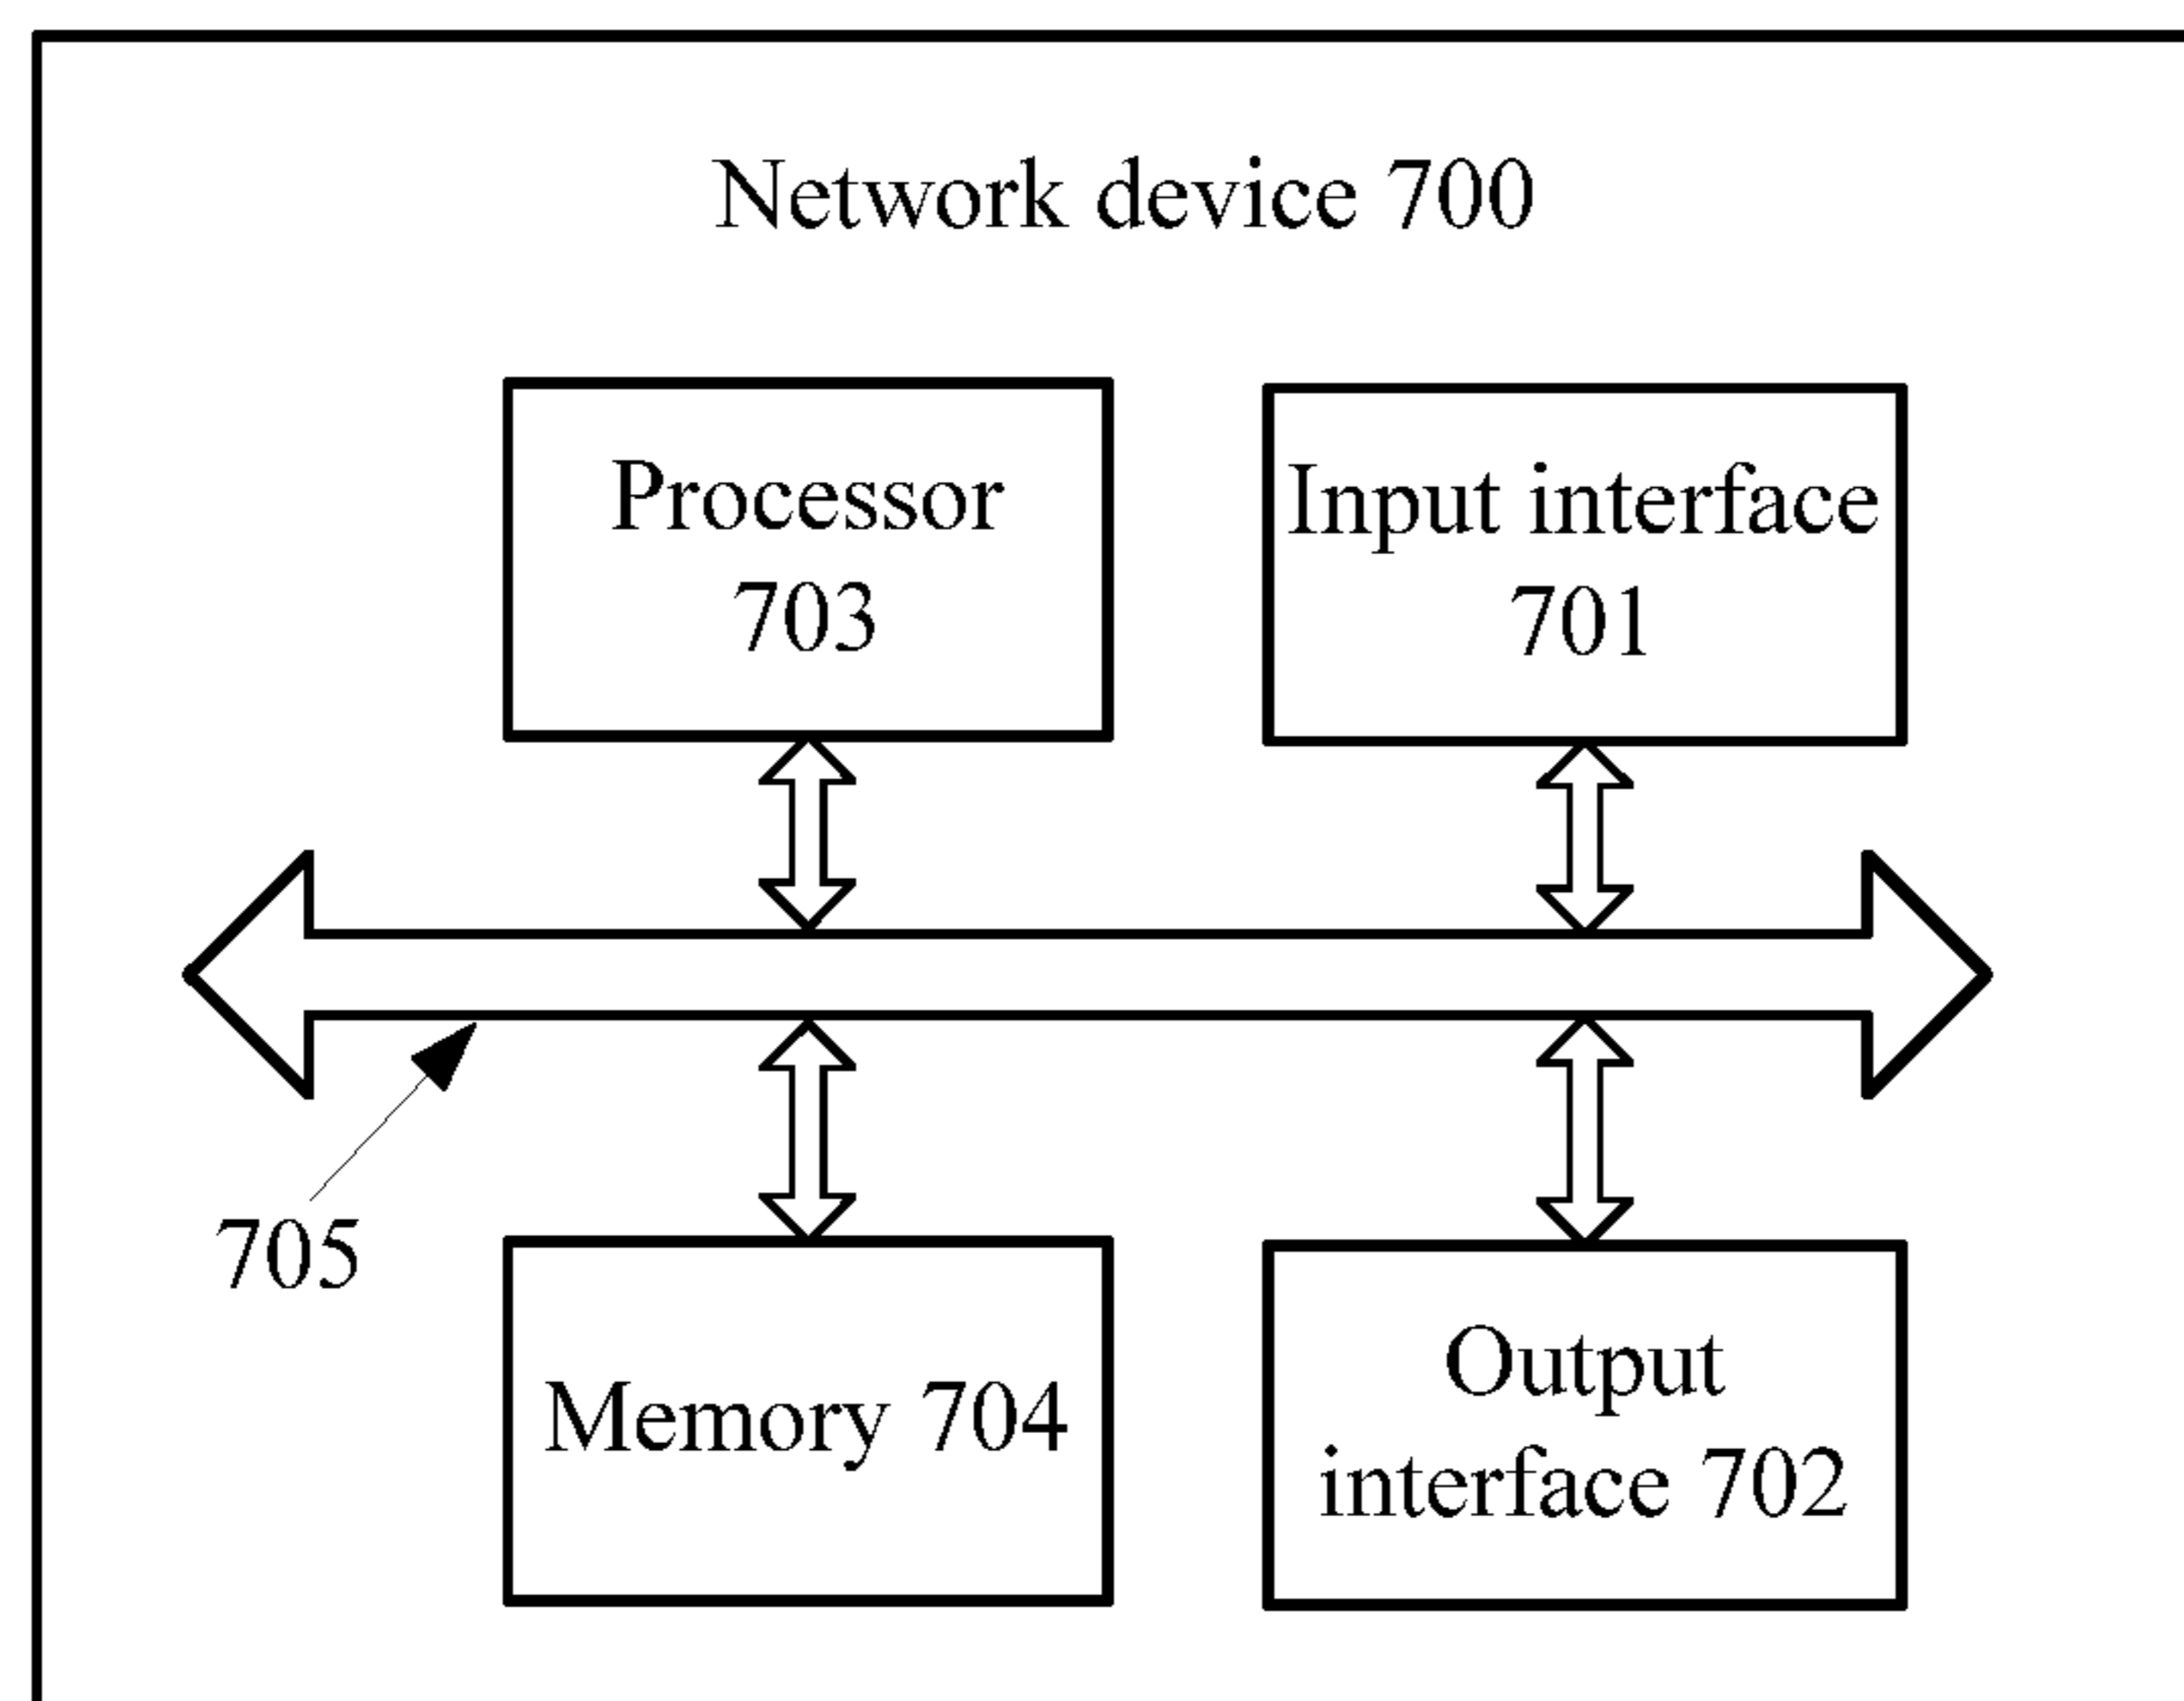 Network device 700
Processor
703
Input interface
701
705
Memory 704
Output
interface 702